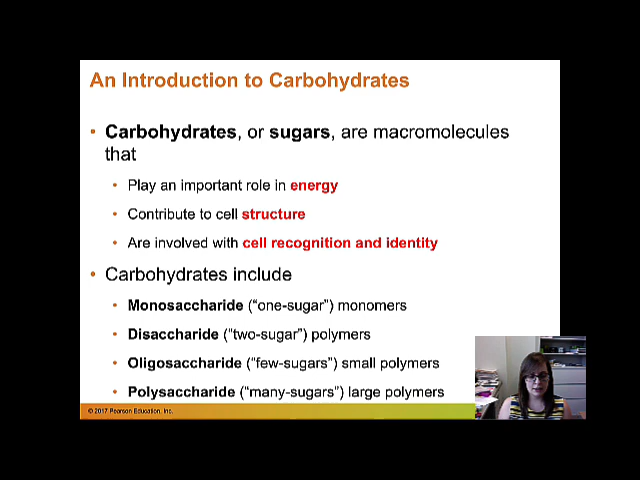 An Introduction to Carbohydrates
• Carbohydrates, or sugars, are macromolecules
that
• Play an important role in energy
• Contribute to cell structure
• Are involved with cell recognition and identity
• Carbohydrates include
• Monosaccharide (“one-sugar”) monomers
• Disaccharide (“two-sugar”) polymers
• Oligosaccharide (“few-sugars”) small polymers
• Polysaccharide (“many-sugars”) large polymers
© 2017 Pearson Education, Inc.